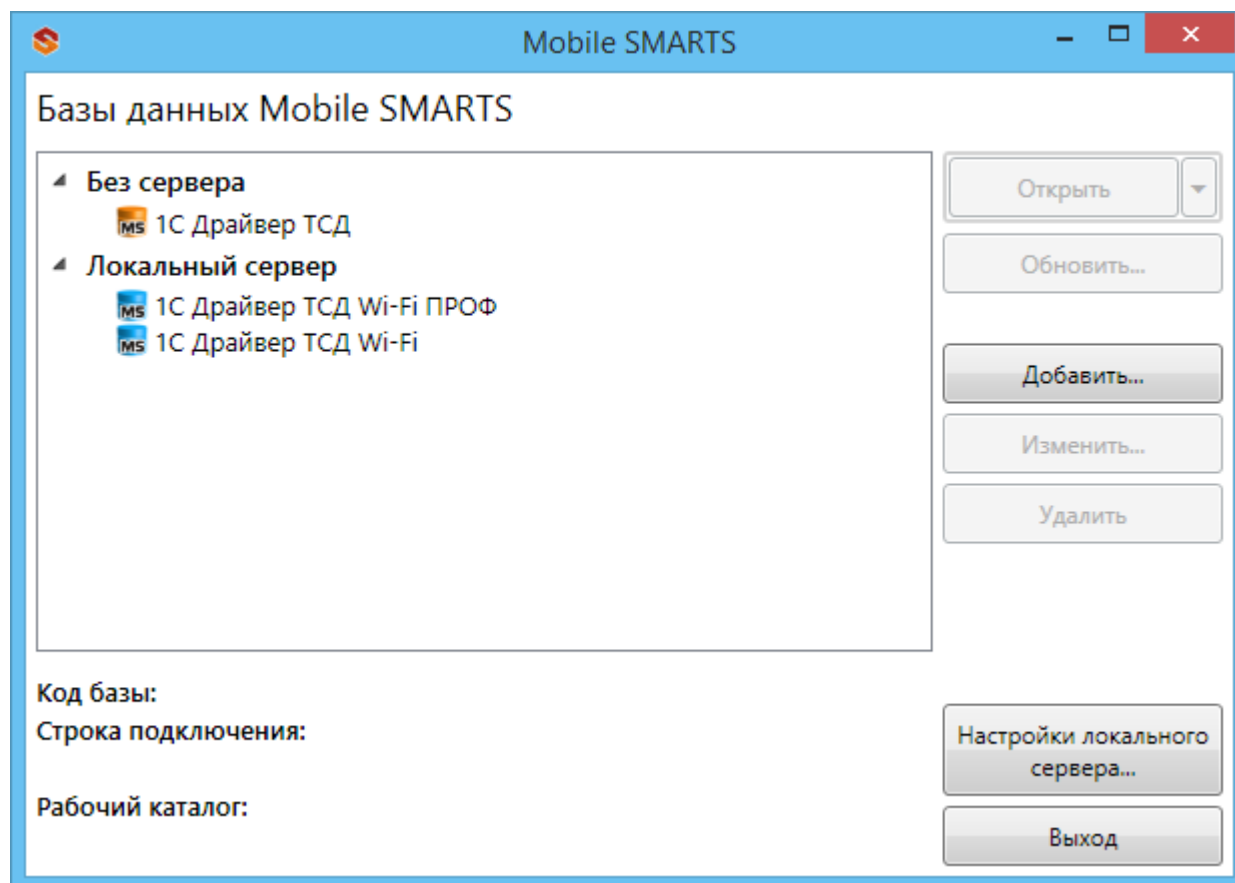 Mobile SMARTS
Базы данных Mobile SMARTS
Без сервера
1С Драйвер ТСД
Локальный сервер
1С Драйвер ТСД Wi-Fi ПРОФ
1С Драйвер ТСД Wi-Fi
Открыть
Обновить...
Добавить...
Изменить...
Удалить
Код базы:
Строка подключения:
Рабочий каталог:
Настройки локального
сервера...
Выход